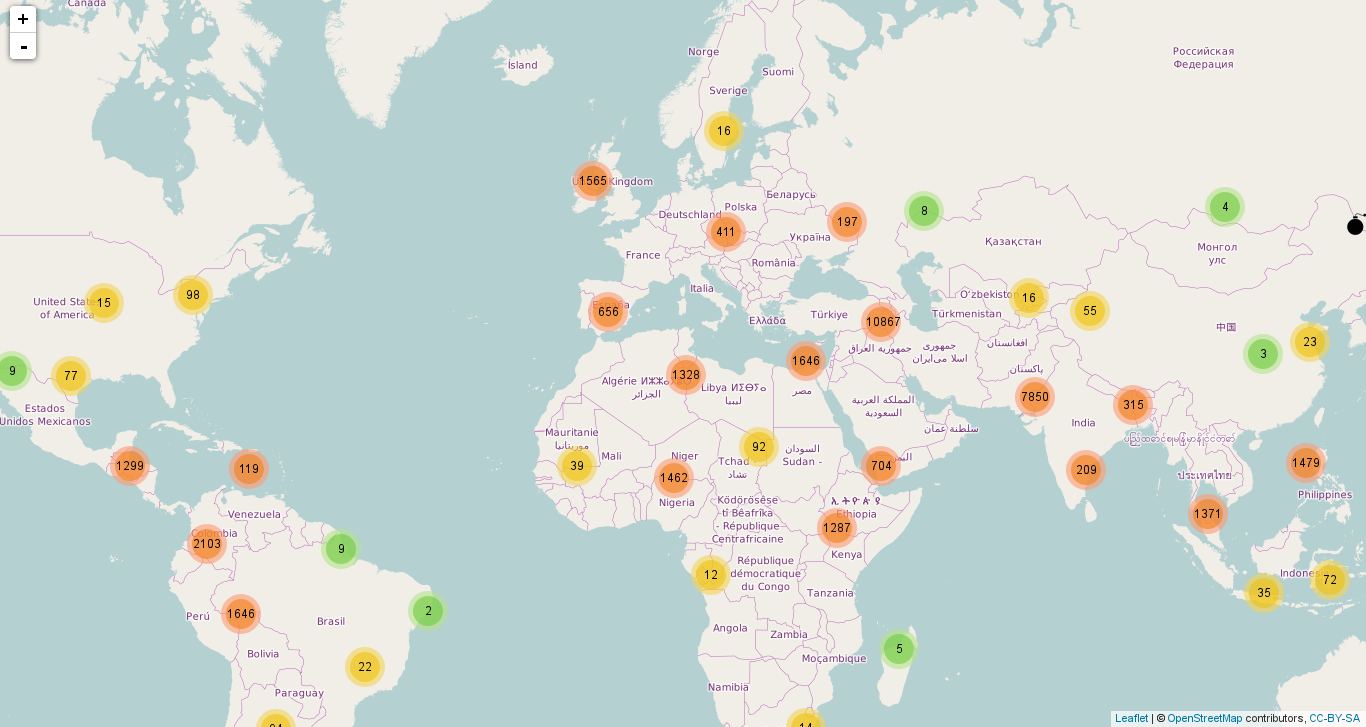 Canada
+
-
Ísland
Norge
Suomi
Sverige
Российская
Федерация
16
1565
Kingdom
Беларусь
Polska
Deutschland
411
197
Україна
8
4
France
România
Қазақстан
Монгол
улс
Italia
98
15
United
of America
656
Ελλάδα
Türkiye
10867
O'zbekiston
16
Türkmenistan
55
中国
23
3
9
77
1328
1646
Algérie
الجزائر
Libya ⵍⵉⴱⵢⴰ
ليبيا
مصر
جمهورية العراق
جمهوری
اسلامی ایران
افغانستان
پاکستان
7850
315
المملكة العربية
السعودية
سلطنة عمان
India
Estados
Unidos Mexicanos
Mauritanie
موريتانيا
Mali
39
Niger
1462
Nigeria
92
Tchad
تشاد
السودان
Sudan -
704
209
ประเทศไทย
1479
Philippines
1371
1299
119
Venezuela
Colombia
2103
9
Ködörösêse
tî Bêafrîka
- République
Centrafricaine
ኢትዮጵያ
Ethiopia
1287
Kenya
12
République
démocratique
du Congo
Tanzania
Indones
72
35
1646
Perú
Brasil
2
Bolivia
22
Paraguay
Angola
Zambia
Moçambique
5
Namibia
14
Leaflet | © OpenStreetMap contributors, CC-BY-SA